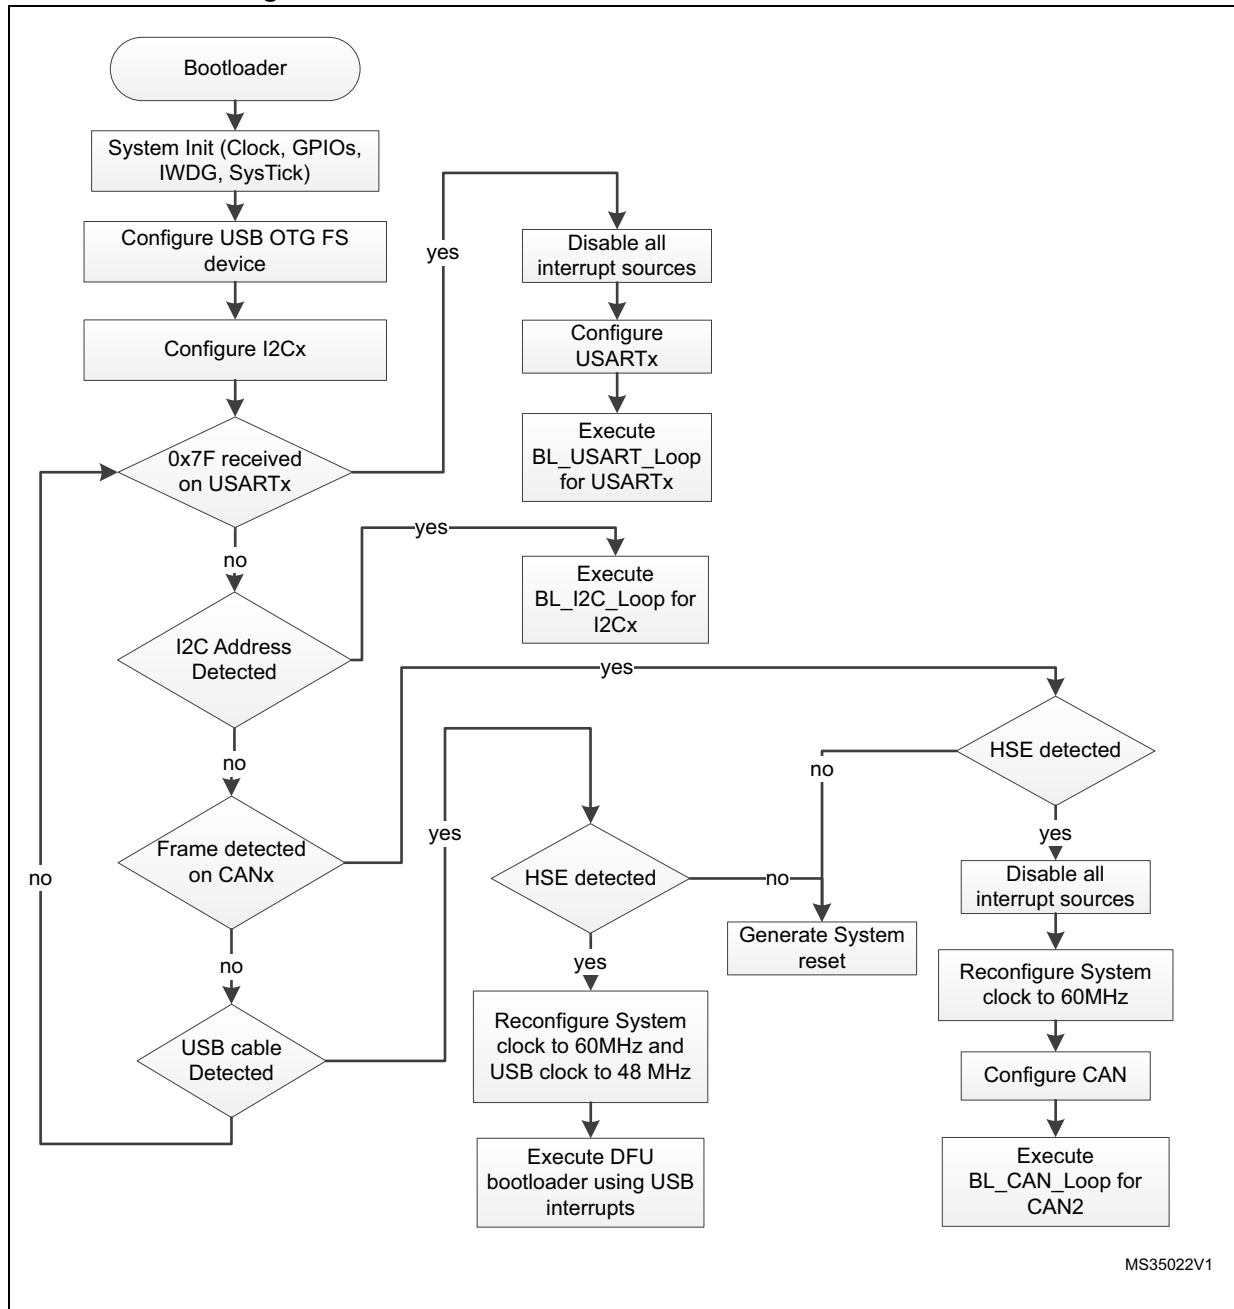 Bootloader
System Init (Clock, GPIOs,
IWDG, SysTick)
Configure USB OTG FS
device
Configure I2Cx
0x7F received
on USARTx
yes
Disable all
interrupt sources
Configure
USARTx
Execute
BL_USART_Loop
for USARTx
no
I2C Address
Detected
yes
Execute
BL_I2C_Loop for
I2Cx
no
Frame detected
on CANx
yes
HSE detected
no
yes
Disable all
interrupt sources
Reconfigure System
clock to 60MHz
Configure CAN
Execute
BL_CAN_Loop for
CAN2
no
USB cable
Detected
yes
HSE detected
no
Generate System
reset
yes
Reconfigure System
clock to 60MHz and
USB clock to 48 MHz
Execute DFU
bootloader using USB
interrupts
no
MS35022V1